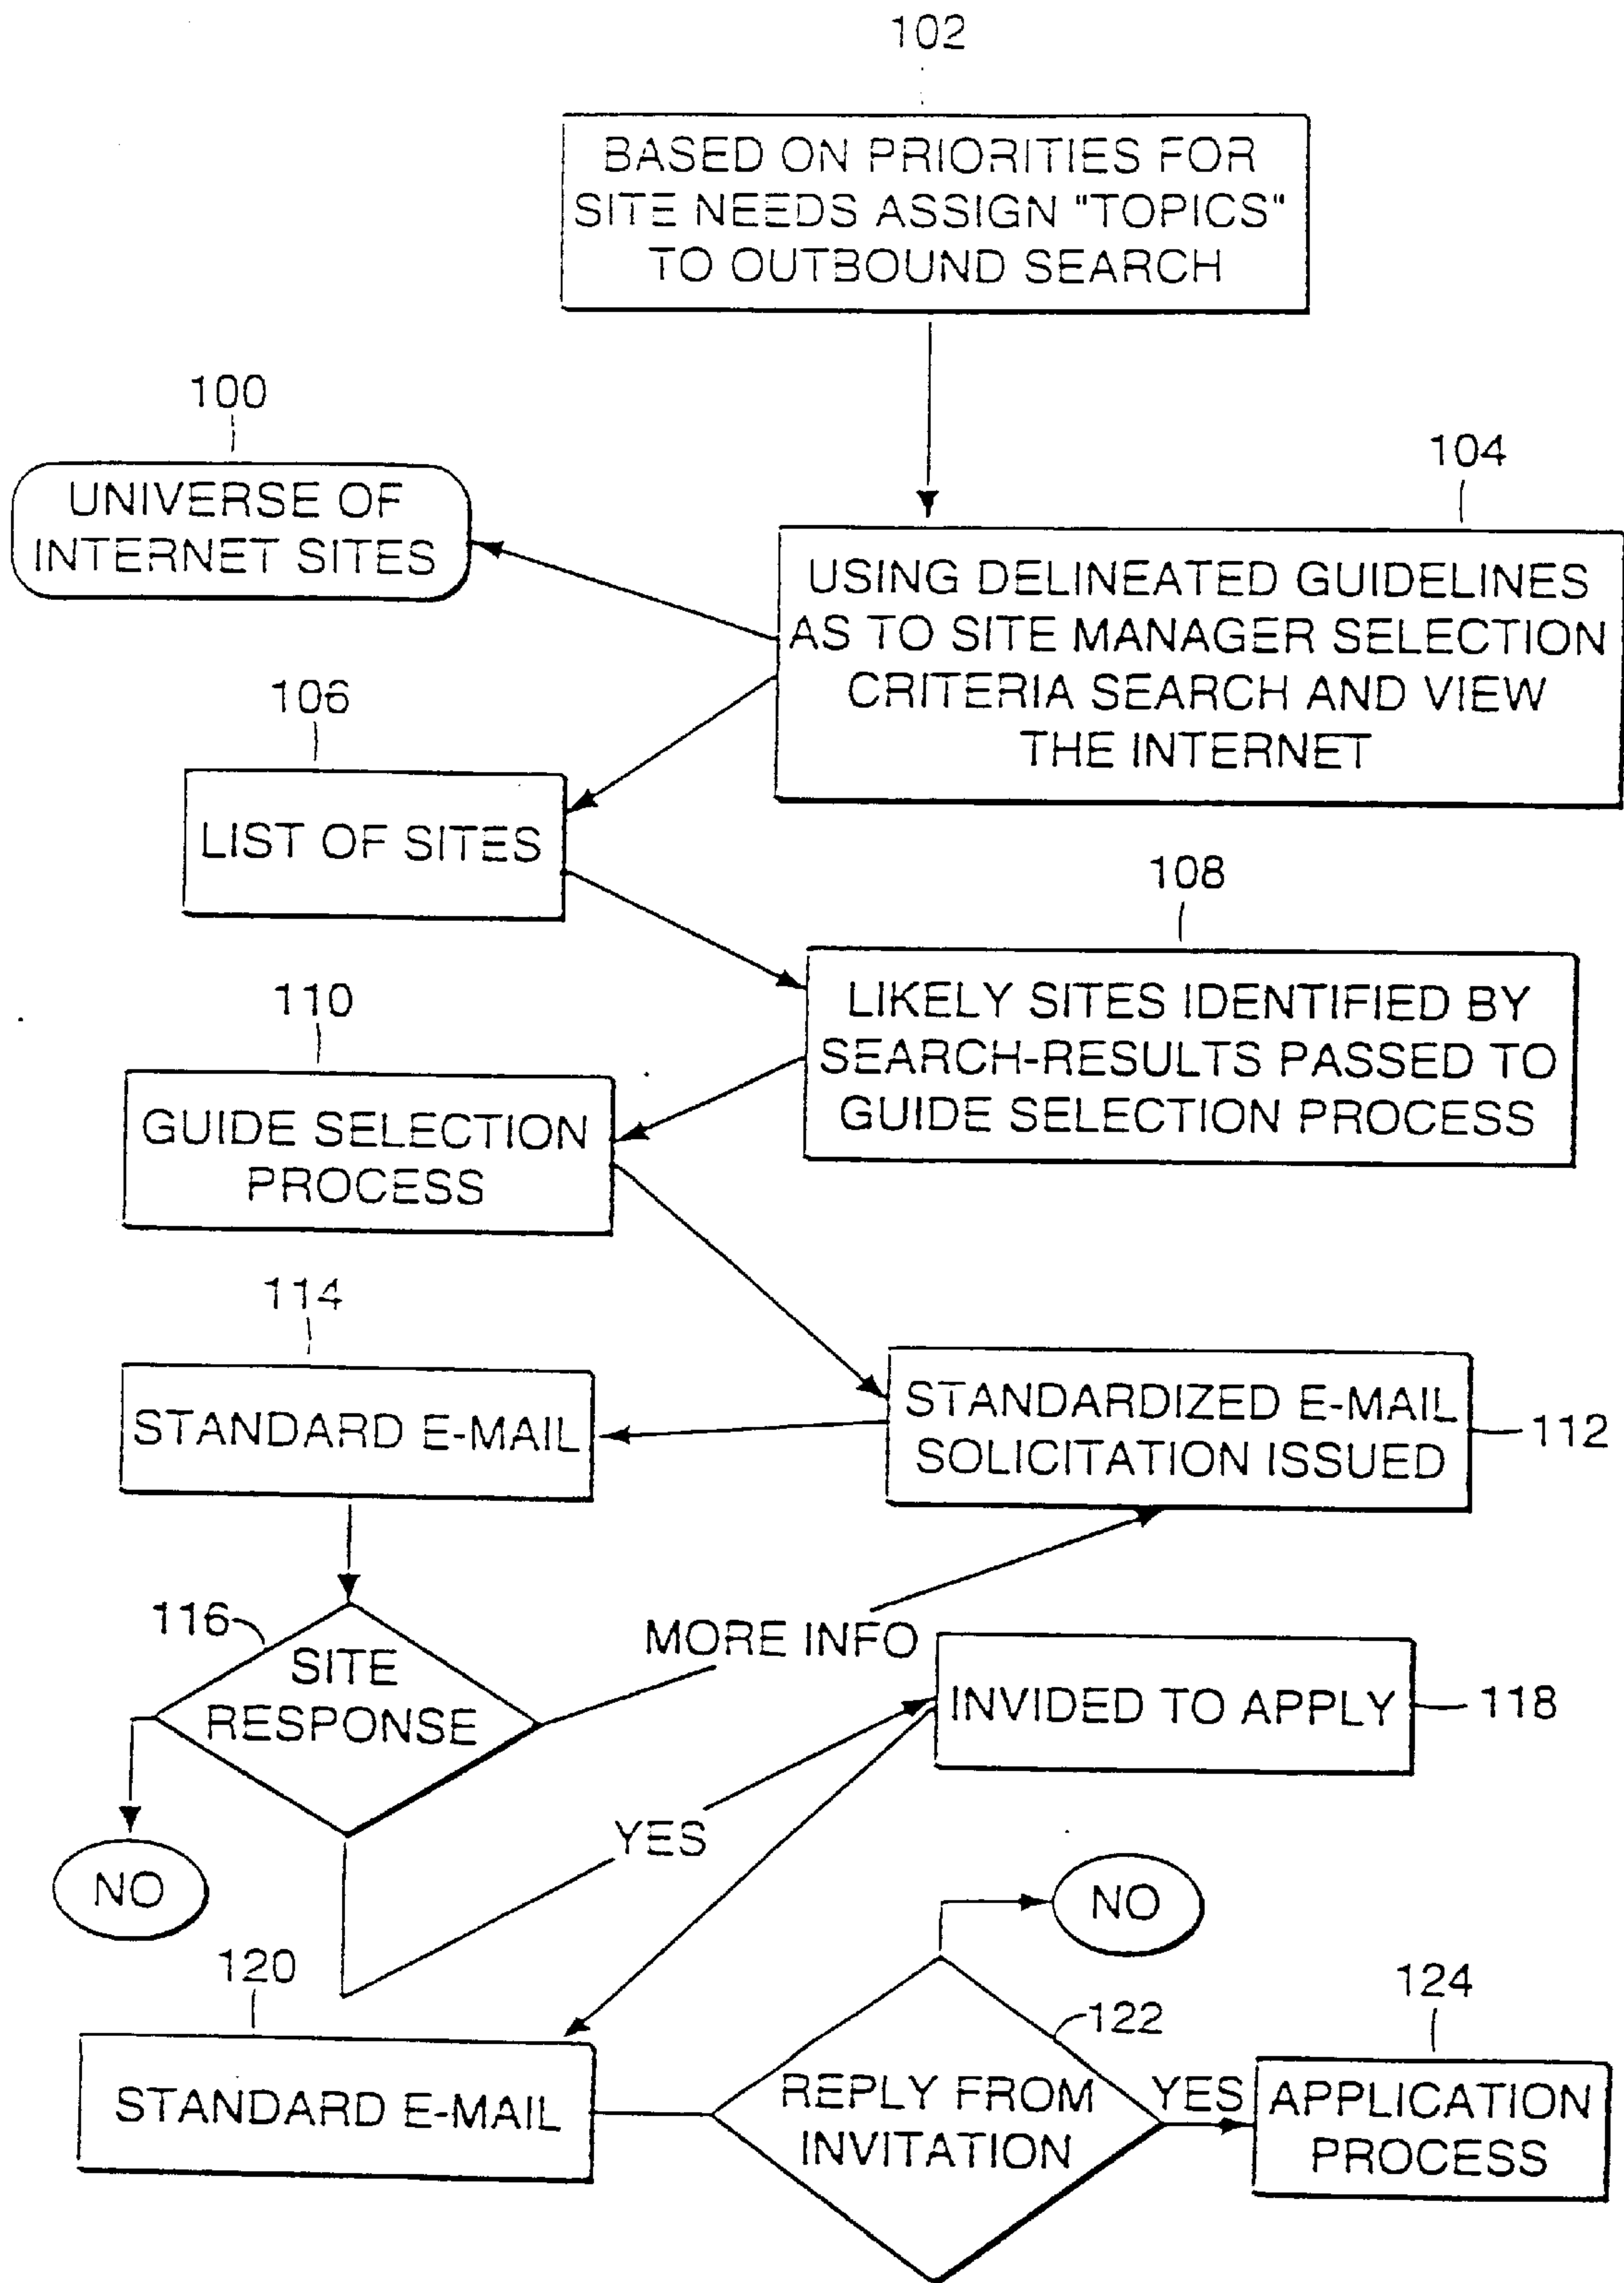 102
BASED ON PRIORITIES FOR
SITE NEEDS ASSIGN "TOPICS"
TO OUTBOUND SEARCH
100
UNIVERSE OF
INTERNET SITES
104
USING DELINEATED GUIDELINES
AS TO SITE MANAGER SELECTION
CRITERIA SEARCH AND VIEW
THE INTERNET
106
LIST OF SITES
108
LIKELY SITES IDENTIFIED BY
SEARCH-RESULTS PASSED TO
GUIDE SELECTION PROCESS
110
GUIDE SELECTION
PROCESS
114
STANDARD E-MAIL
STANDARDIZED E-MAIL
SOLICITATION ISSUED
112
116
SITE
RESPONSE
MORE INFO
INVIDED TO APPLY
118
YES
NO
NO
120
STANDARD E-MAIL
122
REPLY FROM
INVITATION
YES
124
APPLICATION
PROCESS